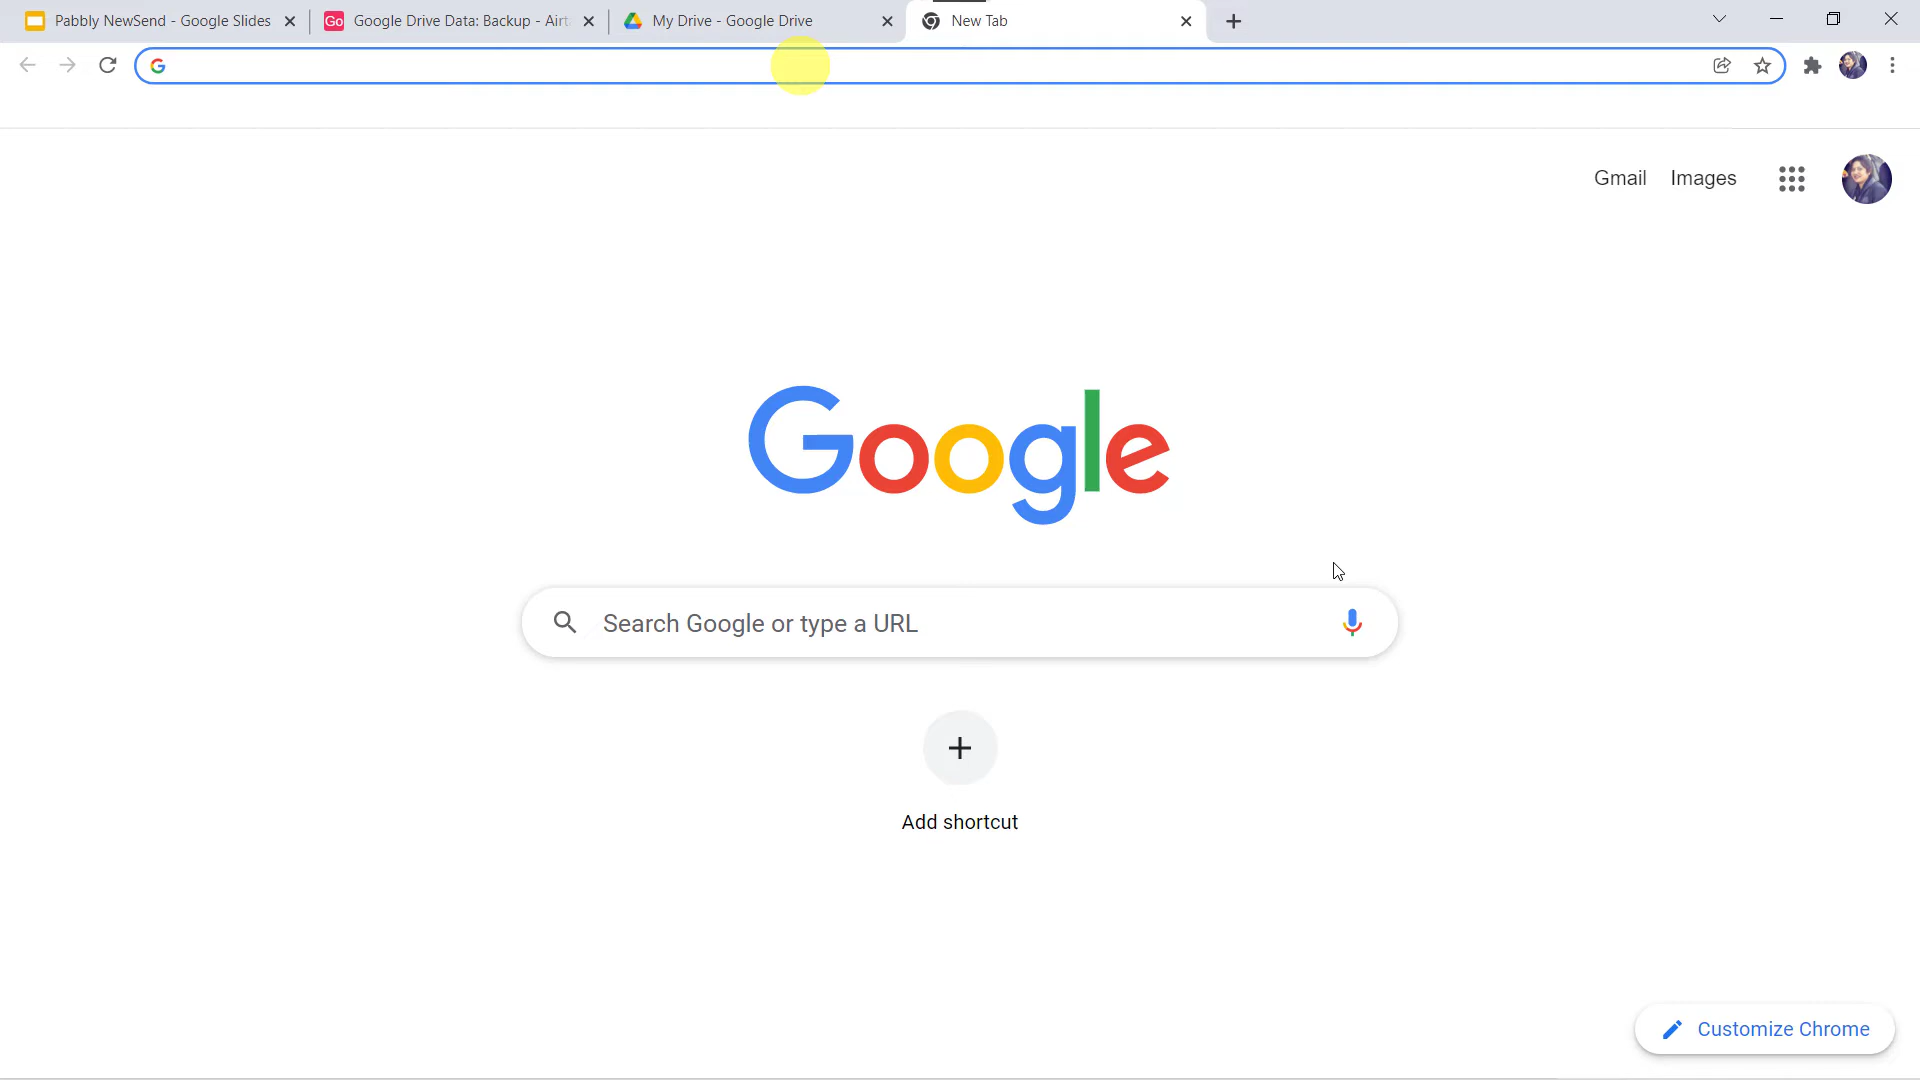 Pabbly NewSend - Google Slides
Go
Google Drive Data: Backup - Airt
My Drive - Google Drive
New Tab
Gmail
Images
Google
Search Google or type a URL
Add shortcut
Customize Chrome